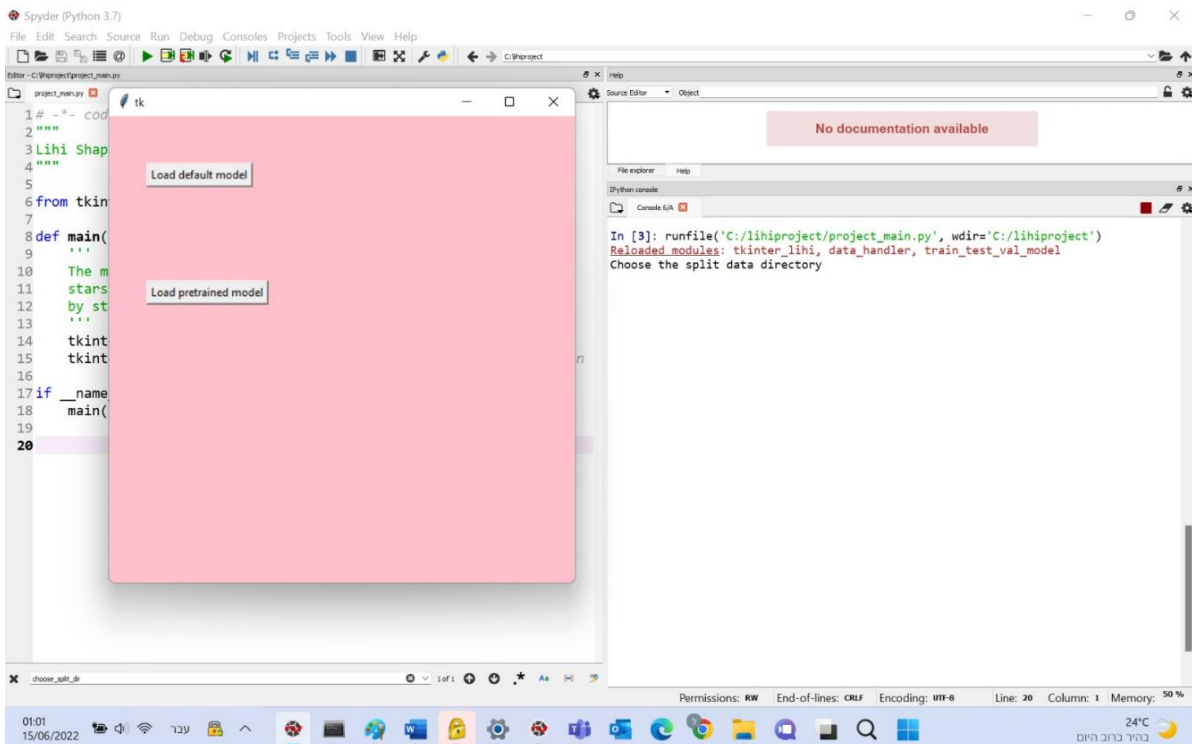 Spyder (Python 3.7)
File Edit Search Source Run Debug Consoles Projects Tools View Help
C:\lihiproject
Editor - C:\lihiproject\project_main.py
project_main.py
1 # -*- cod
2 """
3 Lihi Shap
4 """
5
6 from tkin
7
8 def main(
9 '''
10 The m
11 stars
12 by st
13 '''
14 tkint
15 tkint n
16
17 if __name_
18 main(
19
20
tk
Load default model
Load pretrained model
choose_split_dir
1 of 1
Aa
Help
Source Editor Object
No documentation available
File explorer Help
IPython console
Console 6/A
In [3]: runfile('C:/lihiproject/project_main.py', wdir='C:/lihiproject')
Reloaded modules: tkinter_lihi, data_handler, train_test_val_model
Choose the split data directory
Permissions: RW End-of-lines: CRLF Encoding: UTF-8 Line: 20 Column: 1 Memory: 50 %
01:01
15/06/2022
עבר
24°C
בהיר ברוב היום